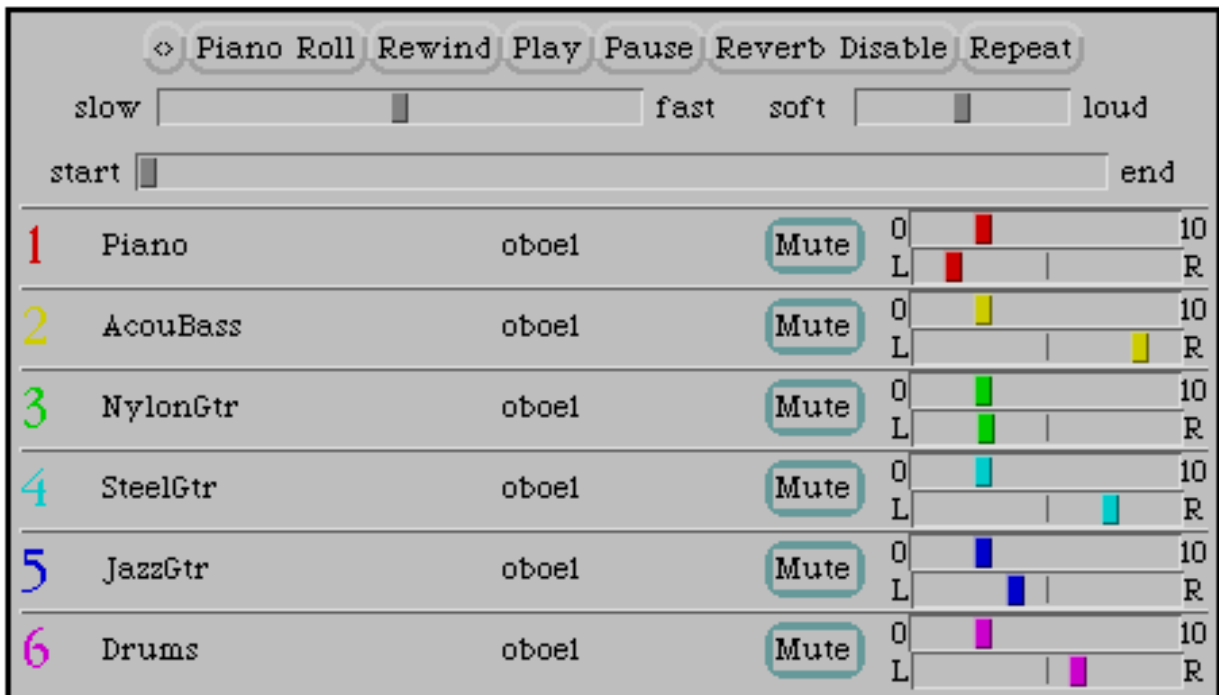 <> Piano Roll Rewind Play Pause Reverb Disable Repeat
slow fast soft loud
start end
1 Piano oboe1 Mute 0 10
L R
2 AcouBass oboe1 Mute 0 10
L R
3 NylonGtr oboe1 Mute 0 10
L R
4 SteelGtr oboe1 Mute 0 10
L R
5 JazzGtr oboe1 Mute 0 10
L R
6 Drums oboe1 Mute 0 10
L R